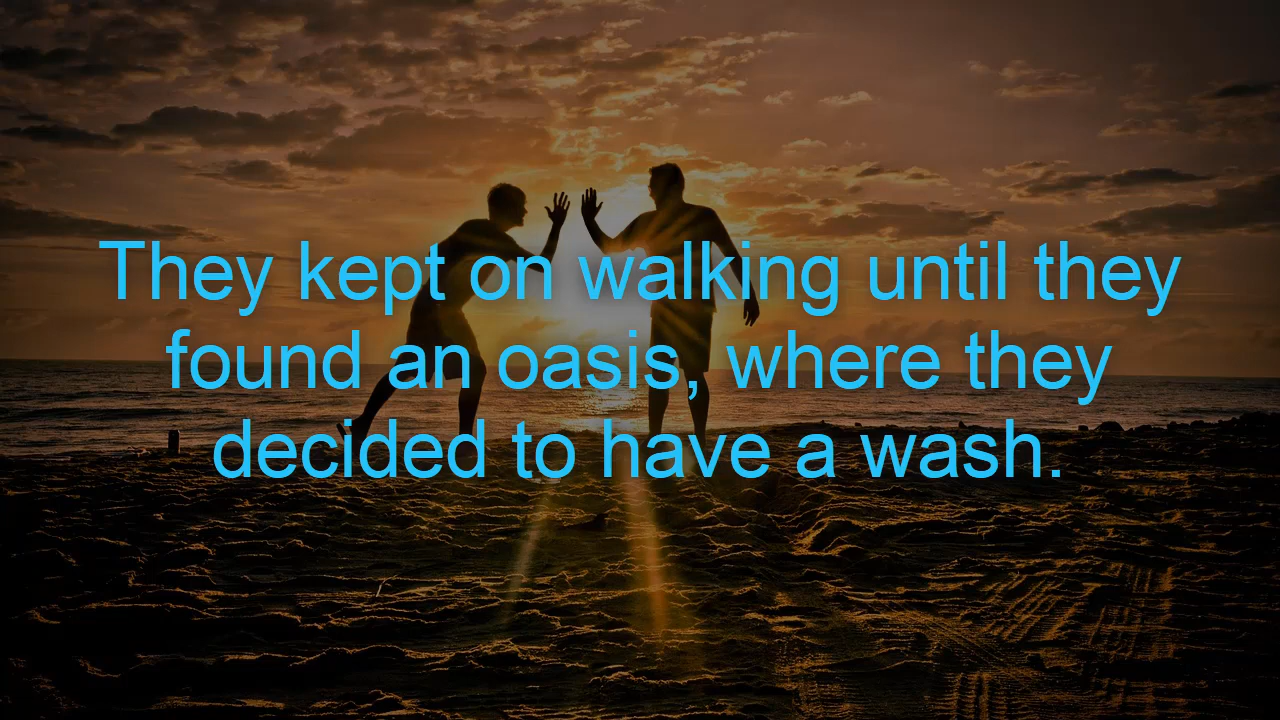 They kept on walking until they
found an oasis, where they
decided to have a wash.